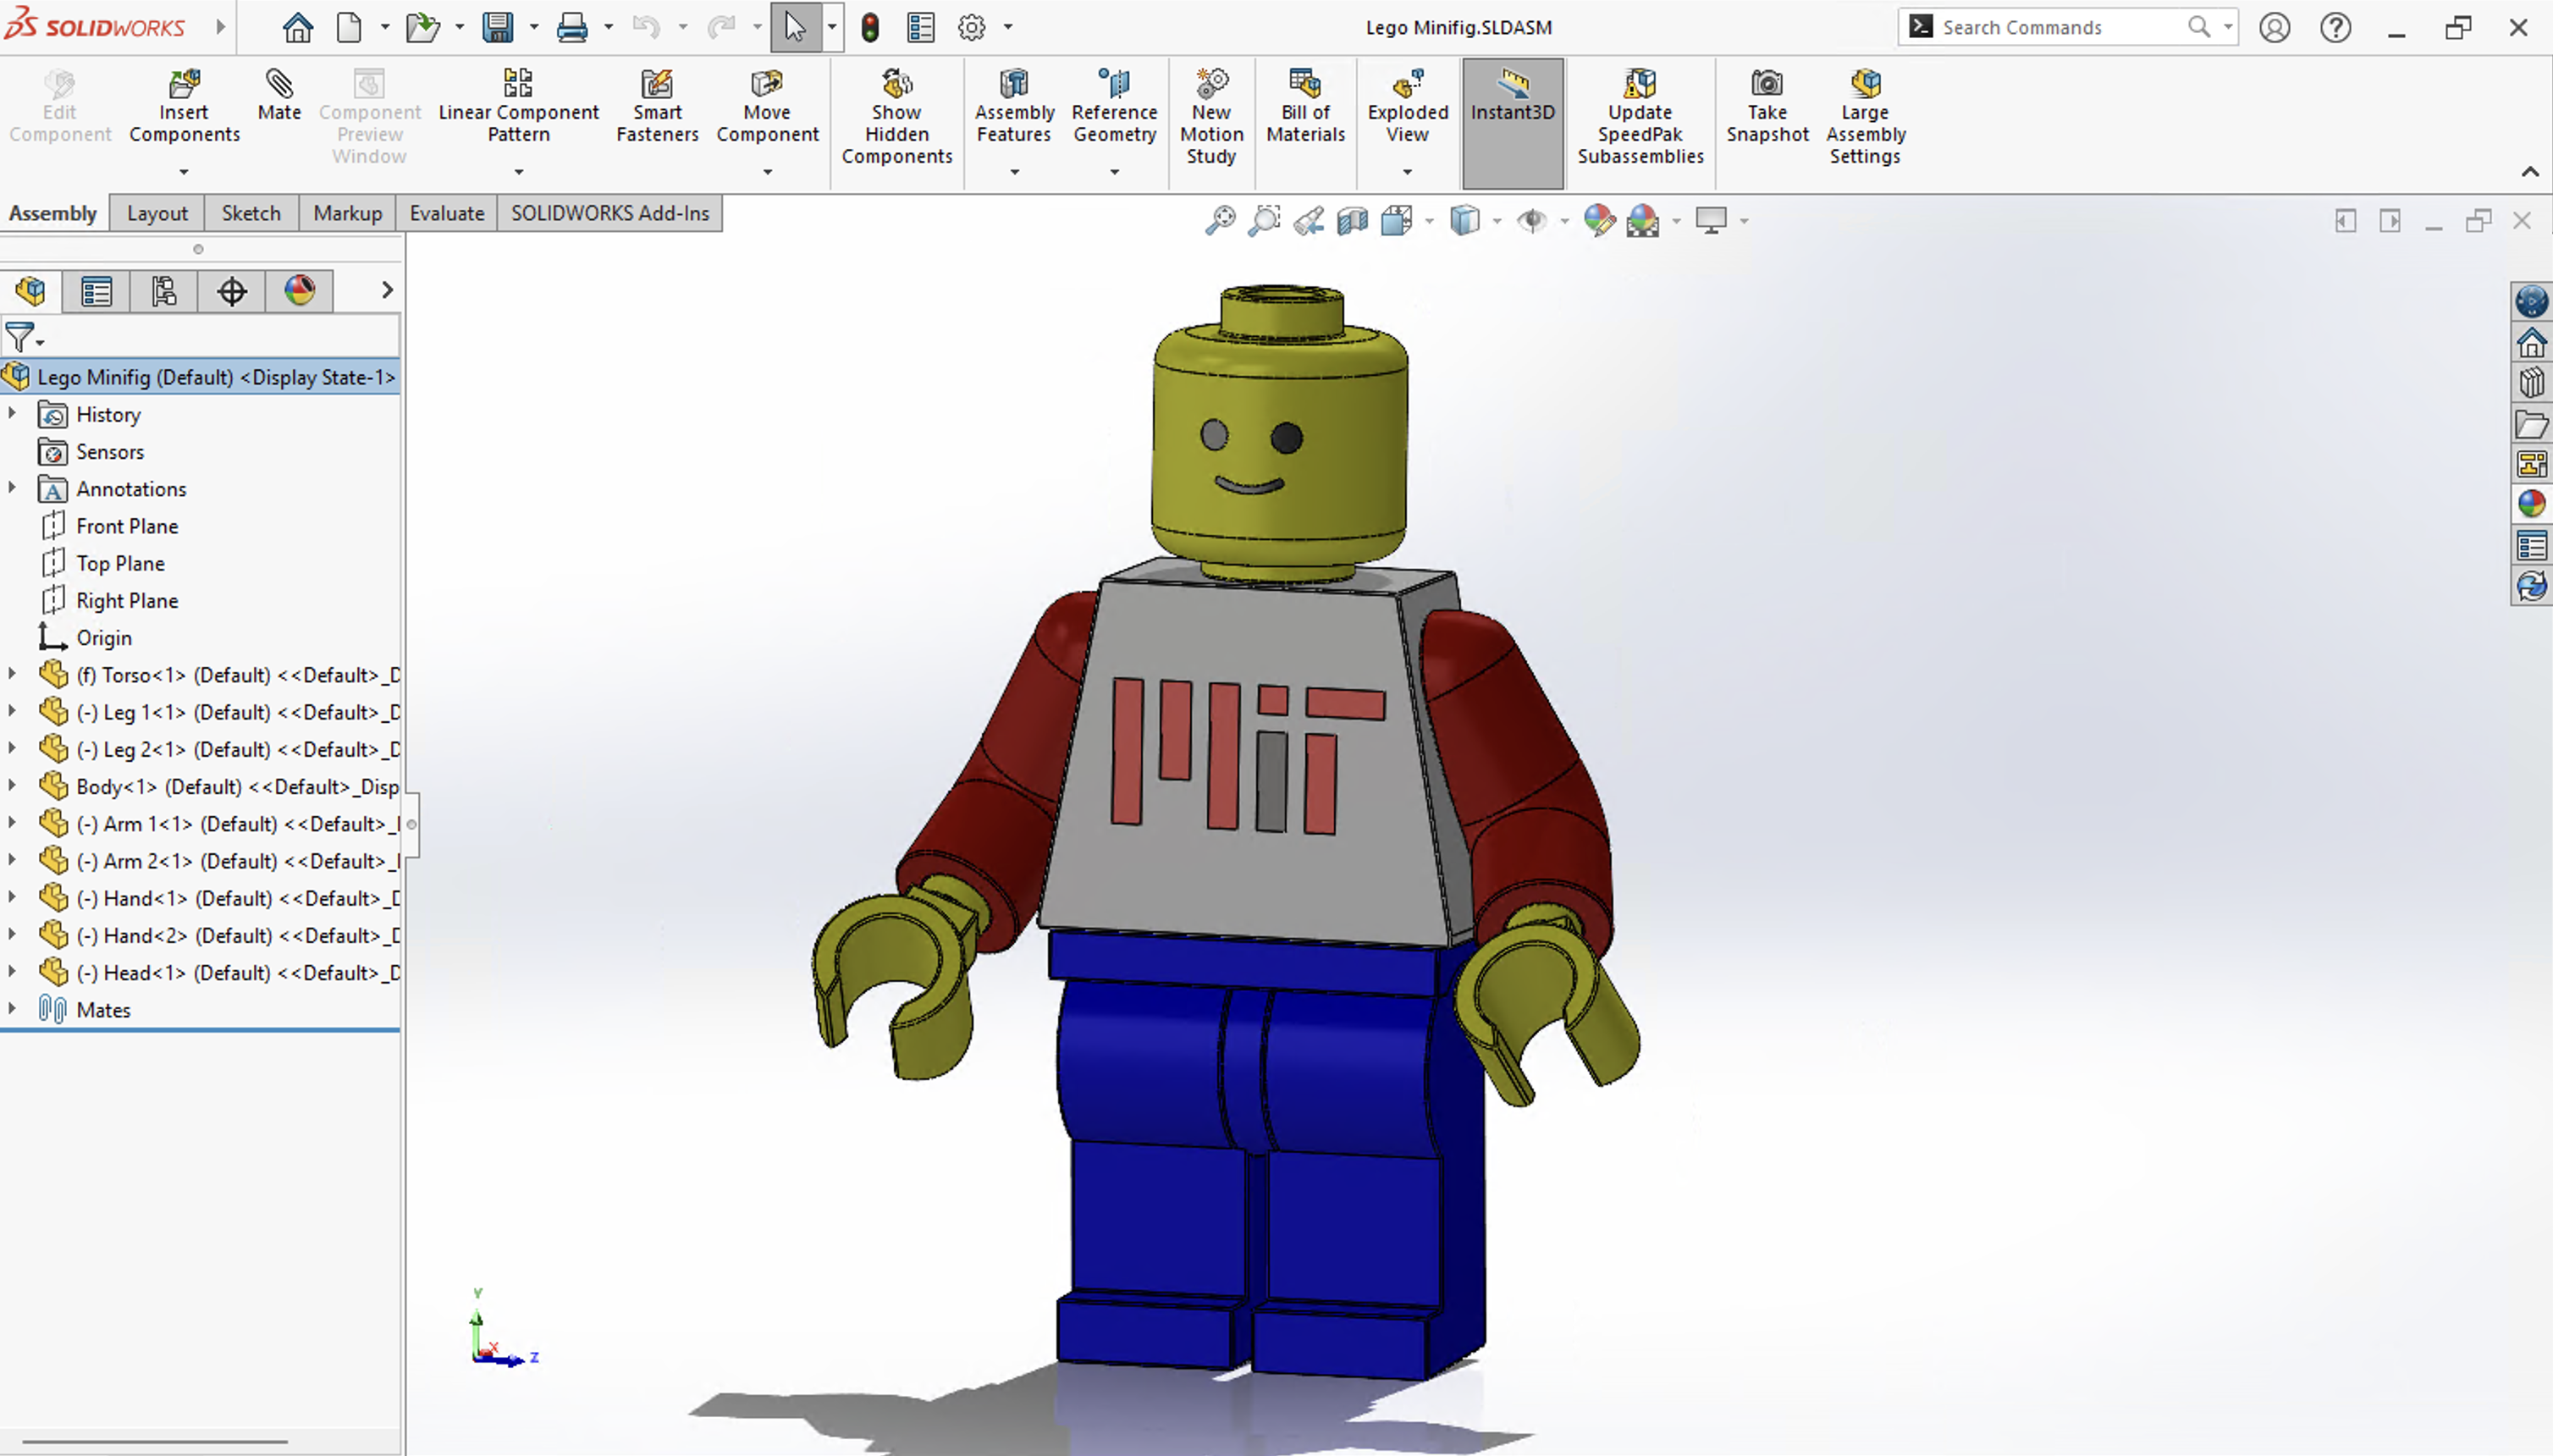 SOLIDWORKS
Lego Minifig.SLDASM
Search Commands
Edit Component
Insert Components
Mate
Component Preview Window
Linear Component Pattern
Smart Fasteners
Move Component
Show Hidden Components
Assembly Features
Reference Geometry
New Motion Study
Bill of Materials
Exploded View
Instant3D
Update SpeedPak Subassemblies
Take Snapshot
Large Assembly Settings
Assembly
Layout
Sketch
Markup
Evaluate
SOLIDWORKS Add-Ins
Lego Minifig (Default) <Display State-1>
History
Sensors
Annotations
Front Plane
Top Plane
Right Plane
Origin
(f) Torso<1> (Default) <<Default>_D
(-) Leg 1<1> (Default) <<Default>_D
(-) Leg 2<1> (Default) <<Default>_D
Body<1> (Default) <<Default>_Disp
(-) Arm 1<1> (Default) <<Default>_
(-) Arm 2<1> (Default) <<Default>_
(-) Hand<1> (Default) <<Default>_D
(-) Hand<2> (Default) <<Default>_D
(-) Head<1> (Default) <<Default>_D
Mates
MiT
Y
X
Z